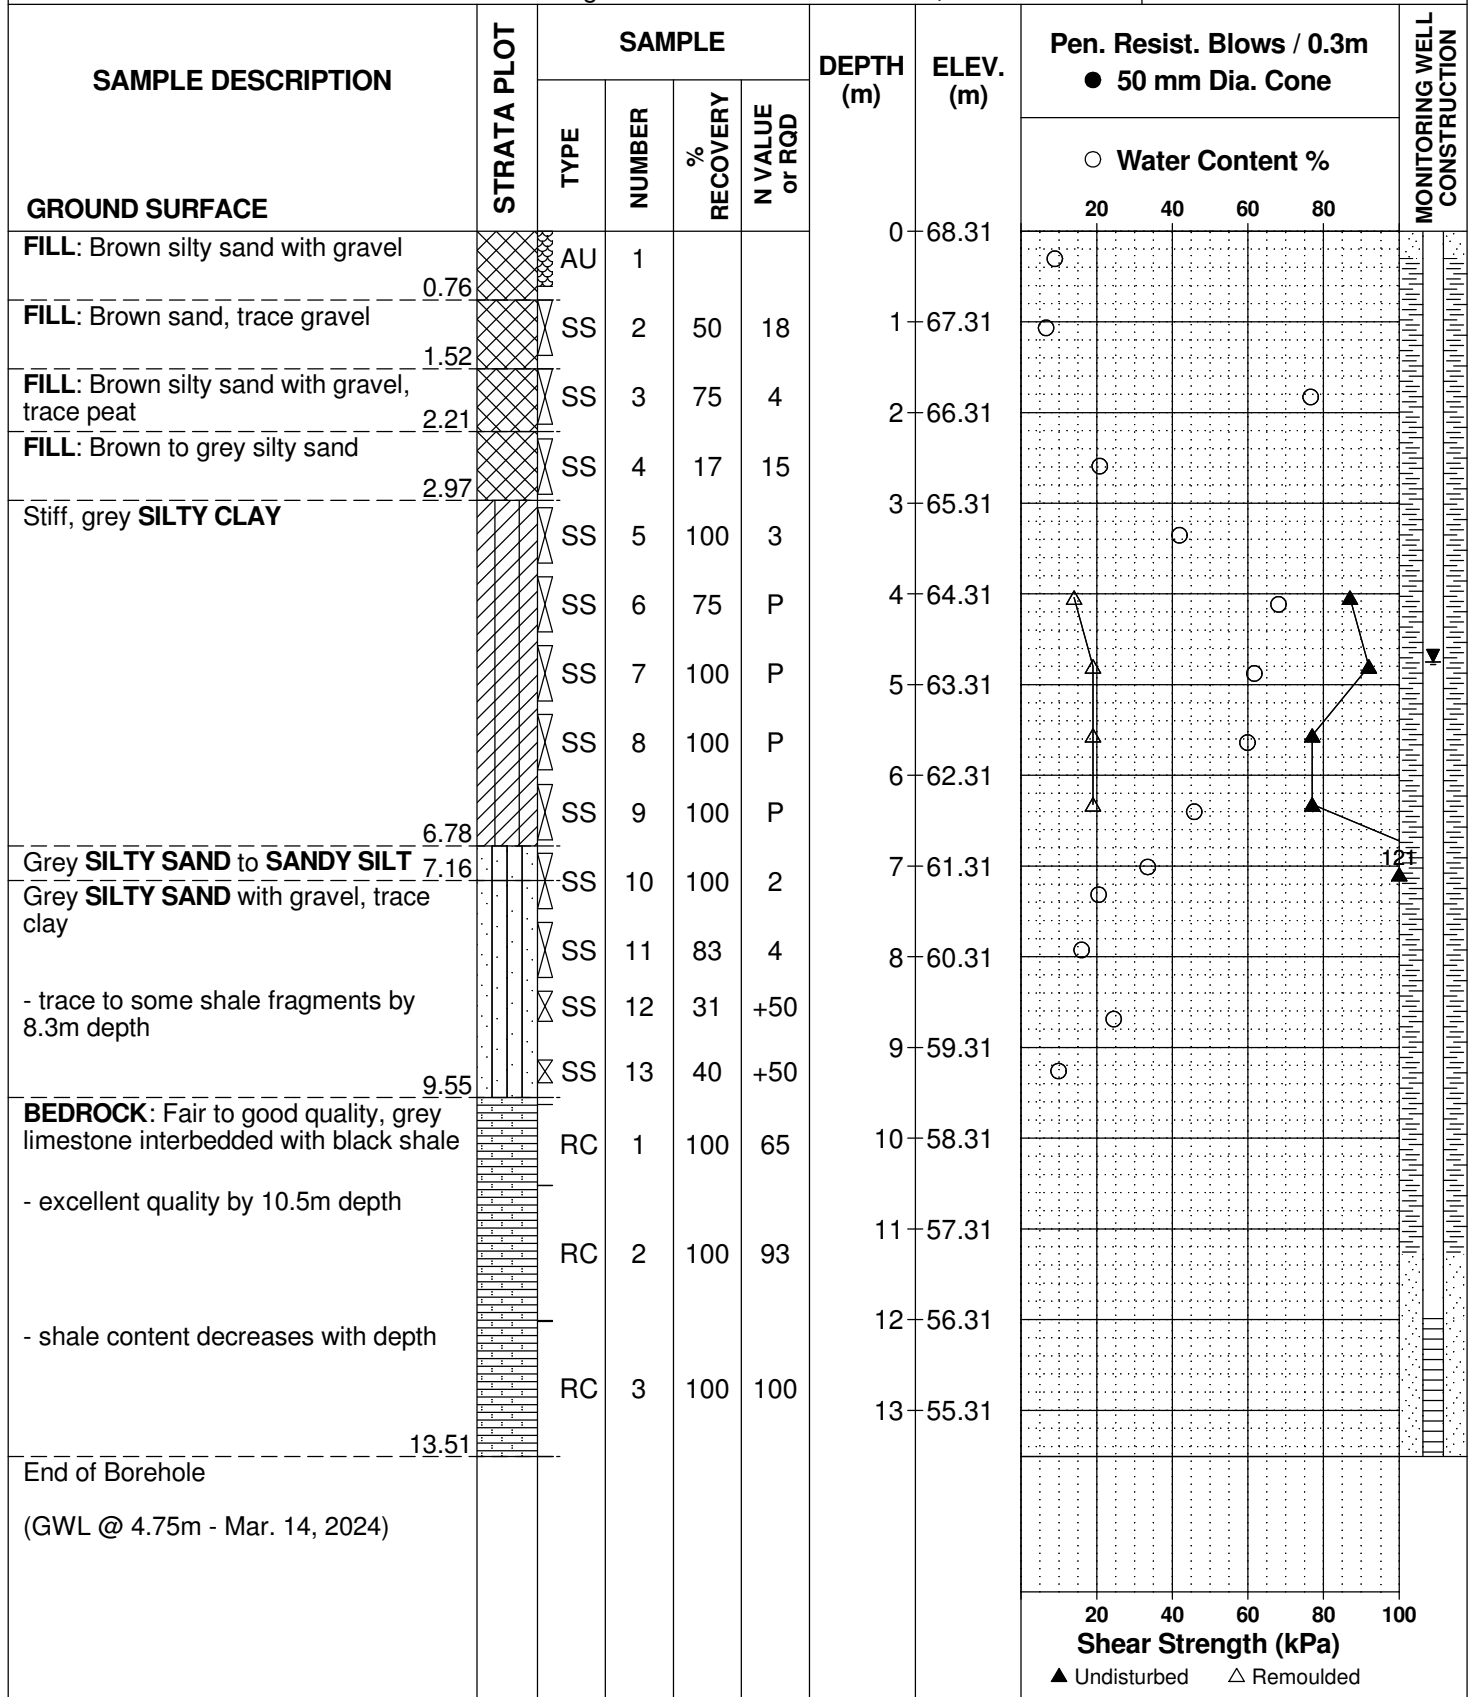 SAMPLE DESCRIPTION
GROUND SURFACE
STRATA PLOT
SAMPLE
TYPE
NUMBER
%
RECOVERY
N VALUE
or RQD
DEPTH
(m)
ELEV.
(m)
Pen. Resist. Blows / 0.3m
● 50 mm Dia. Cone
○ Water Content %
20 40 60 80
MONITORING WELL
CONSTRUCTION
0 68.31
FILL: Brown silty sand with gravel
AU 1
0.76
FILL: Brown sand, trace gravel
SS 2 50 18
1 67.31
1.52
FILL: Brown silty sand with gravel,
trace peat
SS 3 75 4
2.21
2 66.31
FILL: Brown to grey silty sand
SS 4 17 15
2.97
3 65.31
Stiff, grey SILTY CLAY
SS 5 100 3
4 64.31
SS 6 75 P
SS 7 100 P
5 63.31
SS 8 100 P
6 62.31
SS 9 100 P
6.78
121
Grey SILTY SAND to SANDY SILT 7.16
7 61.31
SS 10 100 2
Grey SILTY SAND with gravel, trace
clay
SS 11 83 4
8 60.31
- trace to some shale fragments by
8.3m depth
SS 12 31 +50
9 59.31
SS 13 40 +50
9.55
BEDROCK: Fair to good quality, grey
limestone interbedded with black shale
RC 1 100 65
10 58.31
- excellent quality by 10.5m depth
11 57.31
RC 2 100 93
12 56.31
- shale content decreases with depth
RC 3 100 100
13 55.31
13.51
End of Borehole
(GWL @ 4.75m - Mar. 14, 2024)
20 40 60 80 100
Shear Strength (kPa)
▲ Undisturbed △ Remoulded